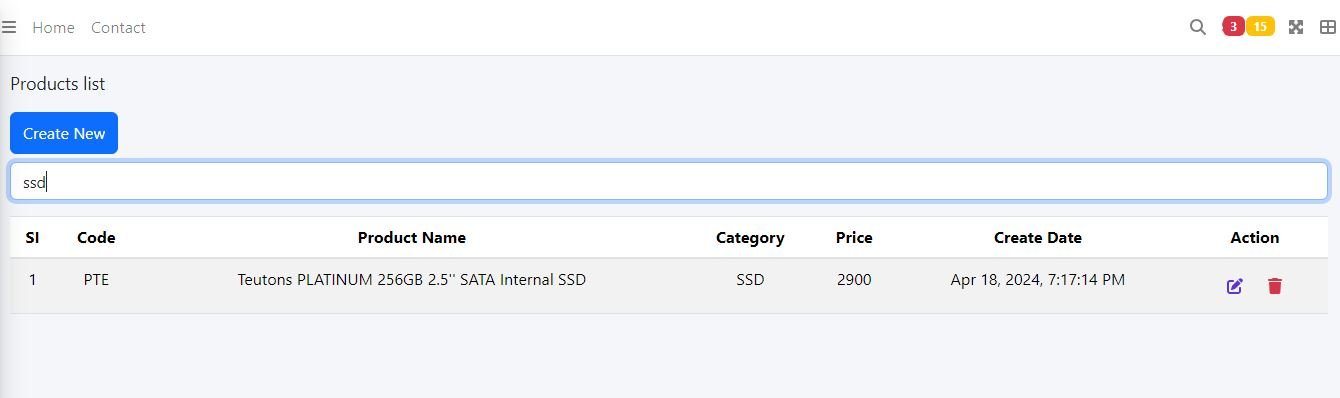 Home Contact 3 15
Products list
Create New
ssd
Sl Code Product Name Category Price Create Date Action
1 PTE Teutons PLATINUM 256GB 2.5'' SATA Internal SSD SSD 2900 Apr 18, 2024, 7:17:14 PM